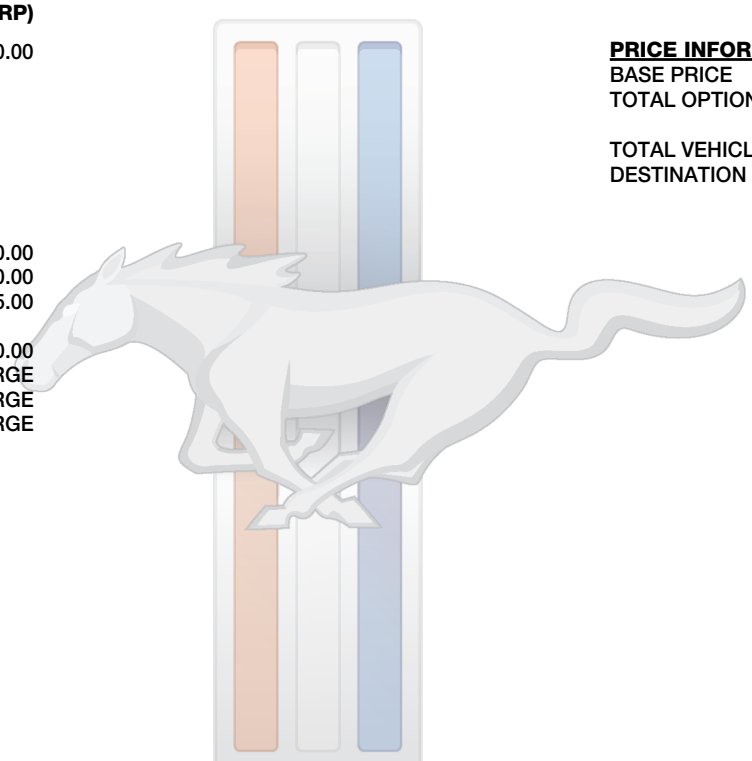 RP)
0.00
0.00
0.00
5.00
0.00
RGE
RGE
RGE
PRICE INFOR
BASE PRICE
TOTAL OPTION
TOTAL VEHICL
DESTINATION